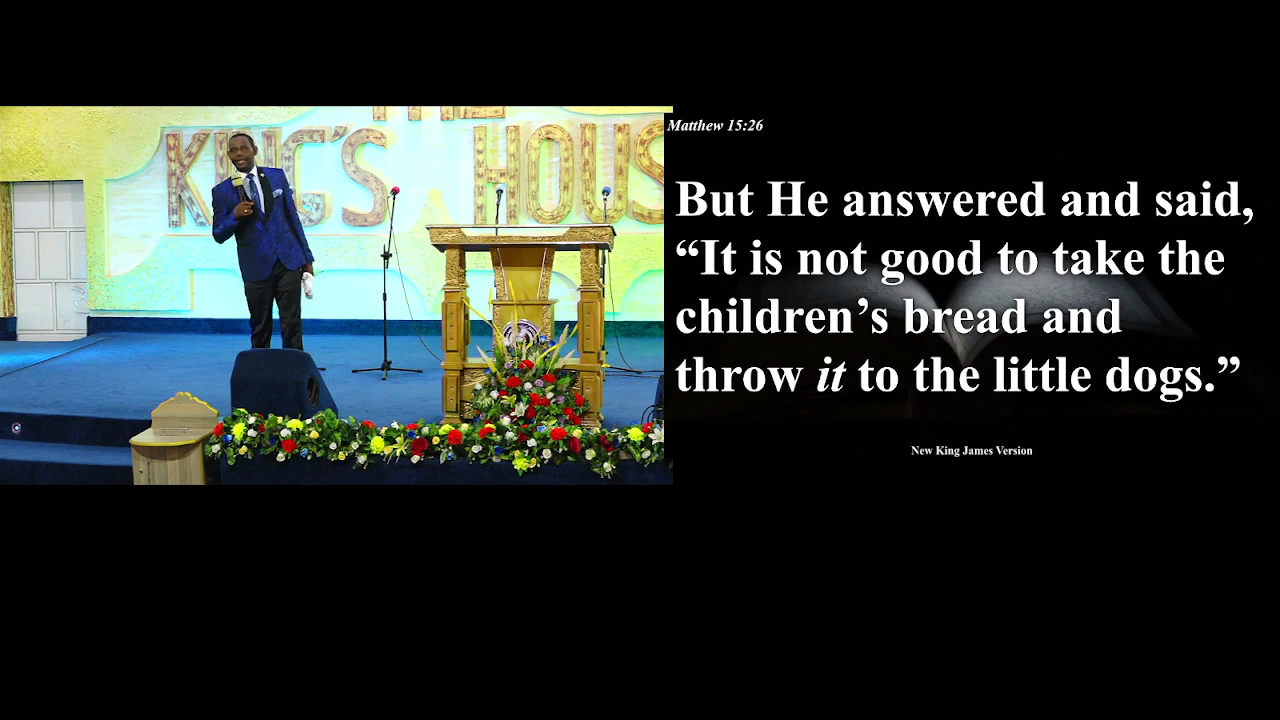 THE
KING'S HOUS
Matthew 15:26
But He answered and said,
“It is not good to take the
children’s bread and
throw it to the little dogs.”
New King James Version